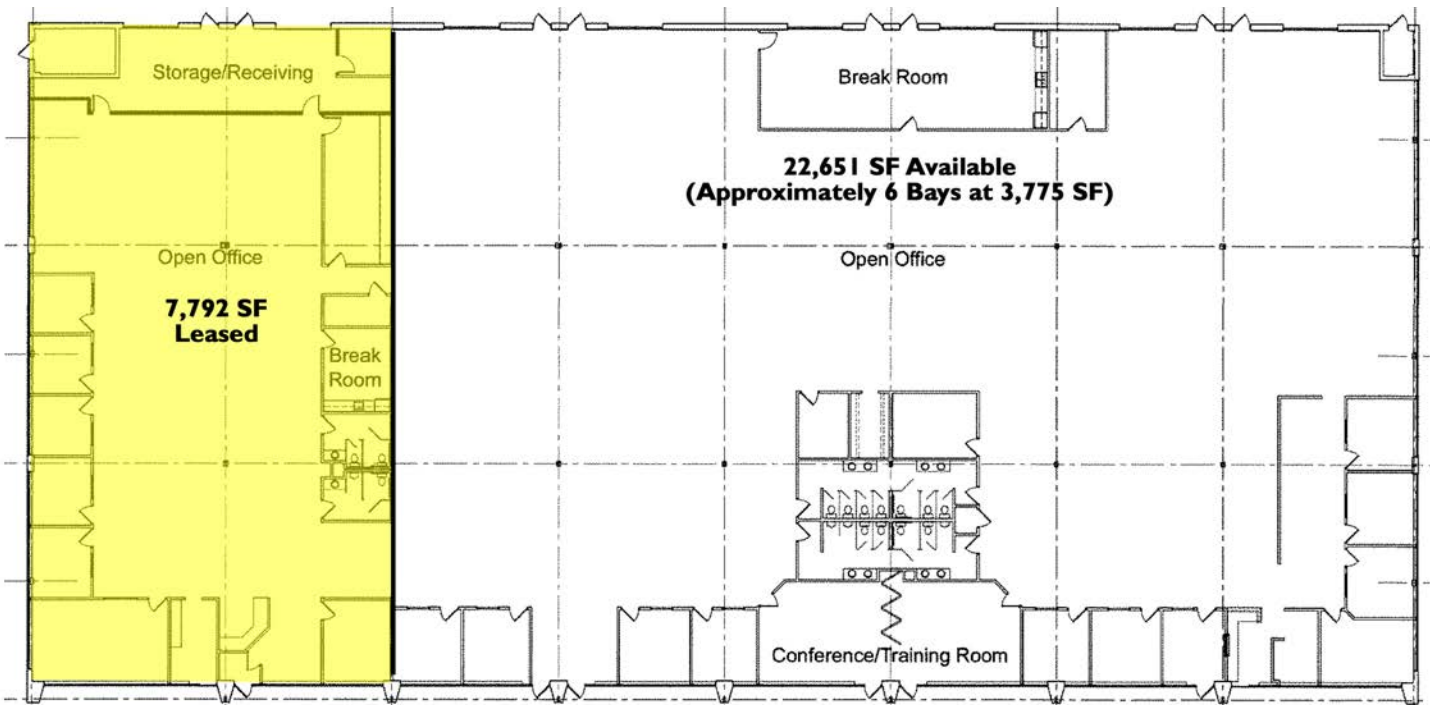 Storage/Receiving
Break Room
22,651 SF Available
(Approximately 6 Bays at 3,775 SF)
Open Office
Open Office
7,792 SF
Leased
Break
Room
Conference/Training Room